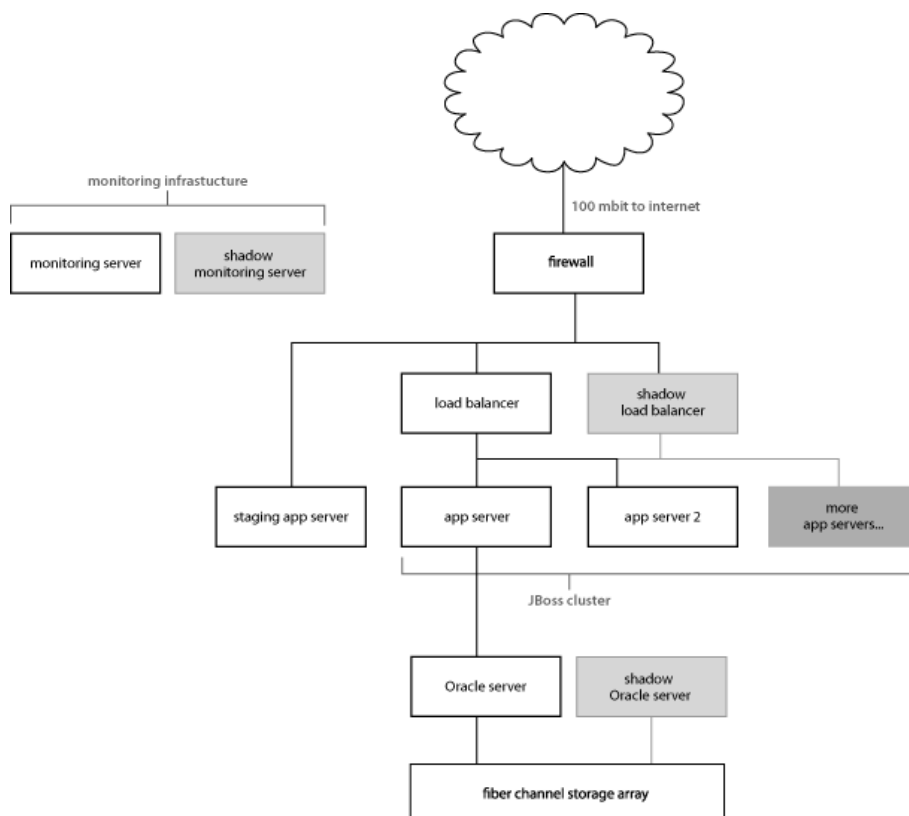 monitoring infrastucture
100 mbit to internet
monitoring server
shadow
monitoring server
firewall
load balancer
shadow
load balancer
staging app server
app server
app server 2
more
app servers...
JBoss cluster
Oracle server
shadow
Oracle server
fiber channel storage array